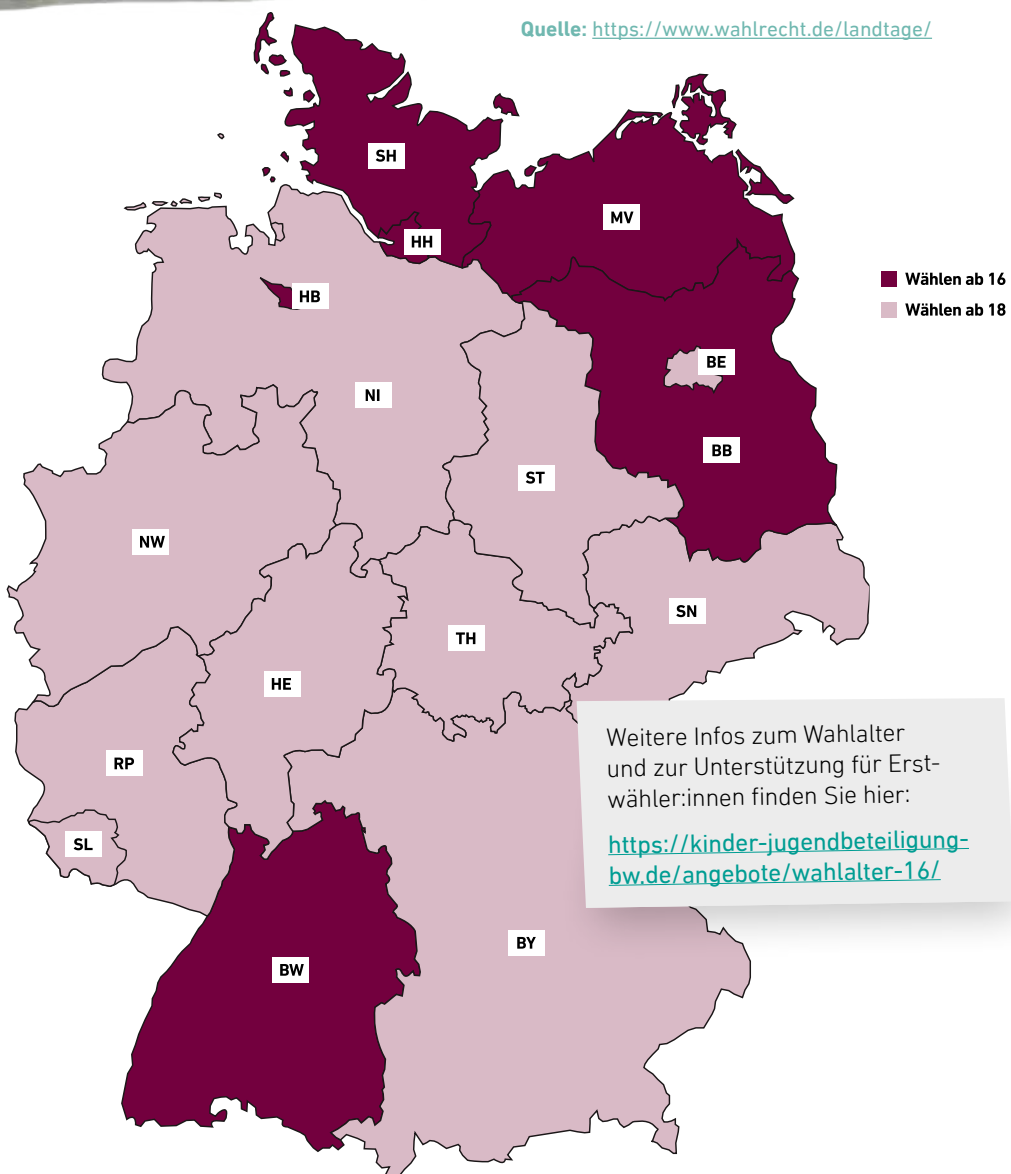 Quelle: https://www.wahlrecht.de/landtage/
SH
MV
HH
Wählen ab 16
HB
Wählen ab 18
BE
NI
BB
ST
NW
SN
TH
HE
Weitere Infos zum Wahlalter
und zur Unterstützung für Erst-
wähler:innen finden Sie hier:
https://kinder-jugendbeteiligung-
bw.de/angebote/wahlalter-16/
RP
SL
BY
BW